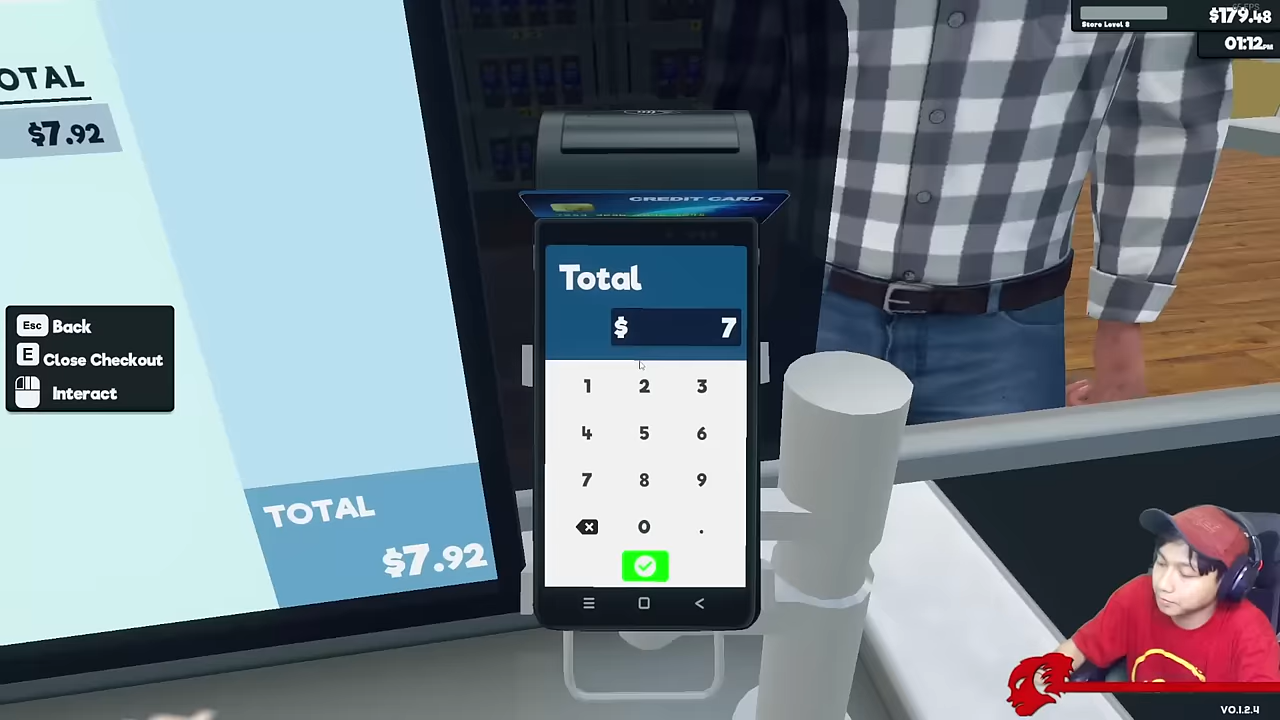 $179.48
Store Level 8
01:12PM
OTAL
$7.92
CREDIT CARD
Total
$ 7
Esc Back
E Close Checkout
Interact
1 2 3
4 5 6
7 8 9
0 .
TOTAL
$7.92
V0.1.2.4